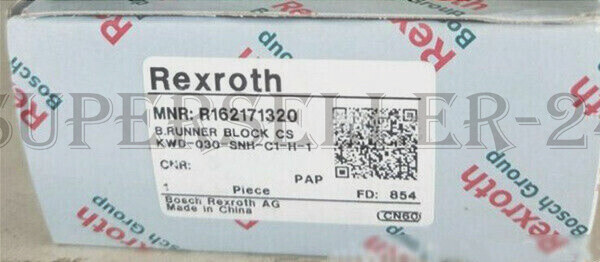 Rexroth
Bosch Group
Rexroth
MNR: R162171320
B.RUNNER BLOCK CS
KWD-030-SNH-C1-H-1
CNR:
PAP
1 Piece FD: 854
Bosch Rexroth AG
Made in China
CN60
SUPERSELLER-24
Rexroth
Bosch Group
Rexroth
Bosch Group